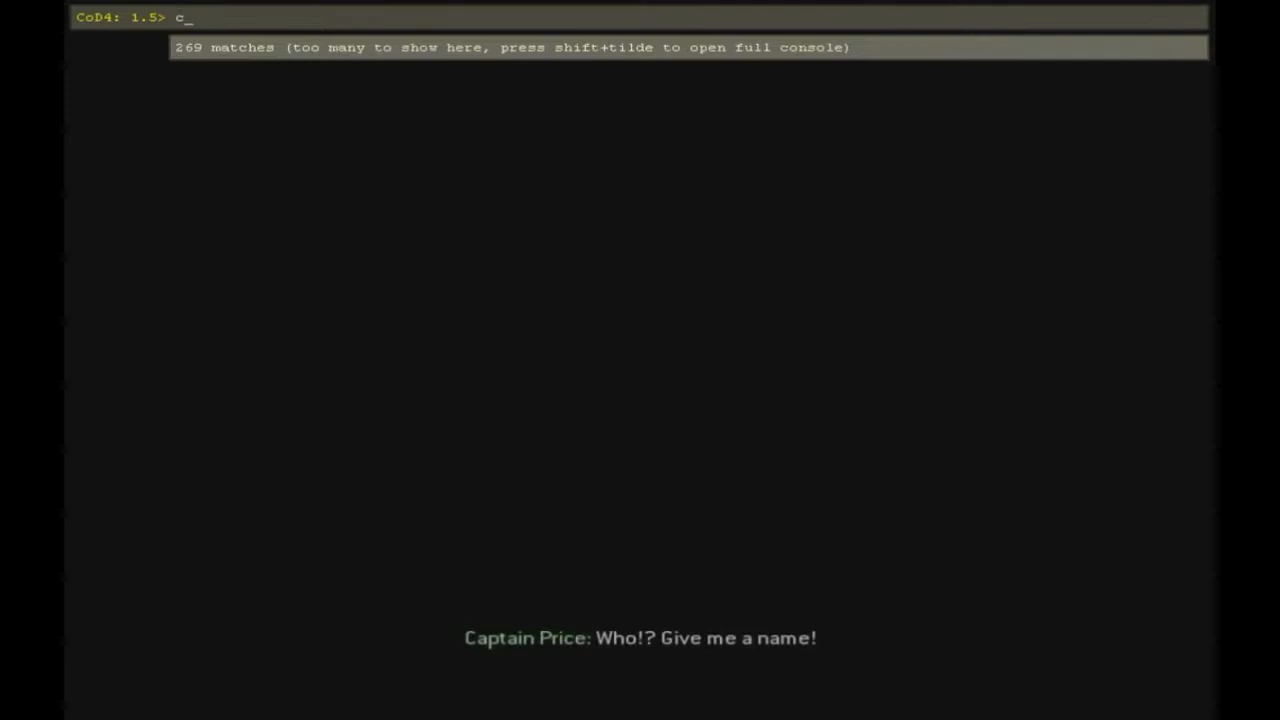 CoD4: 1.5> c_
269 matches (too many to show here, press shift+tilde to open full console)
Captain Price: Who!? Give me a name!